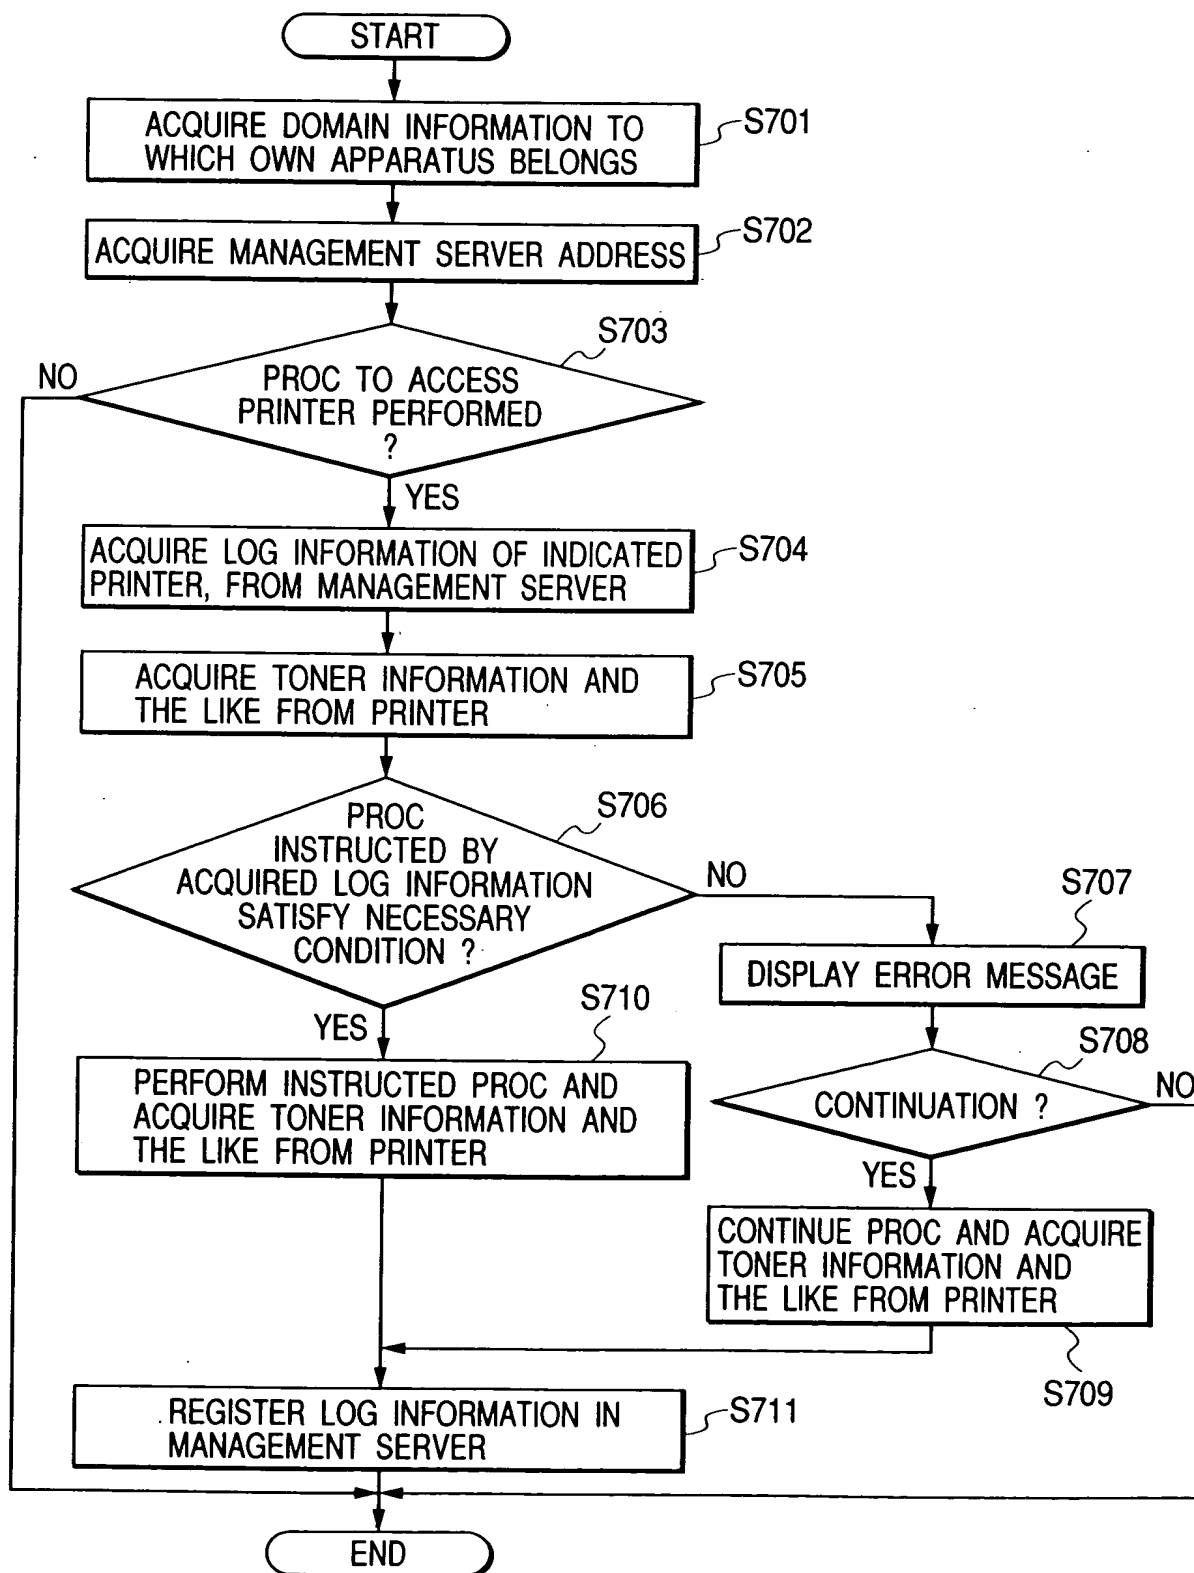 START
ACQUIRE DOMAIN INFORMATION TO
WHICH OWN APPARATUS BELONGS
S701
ACQUIRE MANAGEMENT SERVER ADDRESS
S702
S703
NO
PROC TO ACCESS
PRINTER PERFORMED
?
YES
ACQUIRE LOG INFORMATION OF INDICATED
PRINTER, FROM MANAGEMENT SERVER
S704
ACQUIRE TONER INFORMATION AND
THE LIKE FROM PRINTER
S705
S706
PROC
INSTRUCTED BY
ACQUIRED LOG INFORMATION
SATISFY NECESSARY
CONDITION ?
NO
S707
DISPLAY ERROR MESSAGE
YES
S710
S708
PERFORM INSTRUCTED PROC AND
ACQUIRE TONER INFORMATION AND
THE LIKE FROM PRINTER
CONTINUATION ?
NO
YES
CONTINUE PROC AND ACQUIRE
TONER INFORMATION AND
THE LIKE FROM PRINTER
S709
REGISTER LOG INFORMATION IN
MANAGEMENT SERVER
S711
END